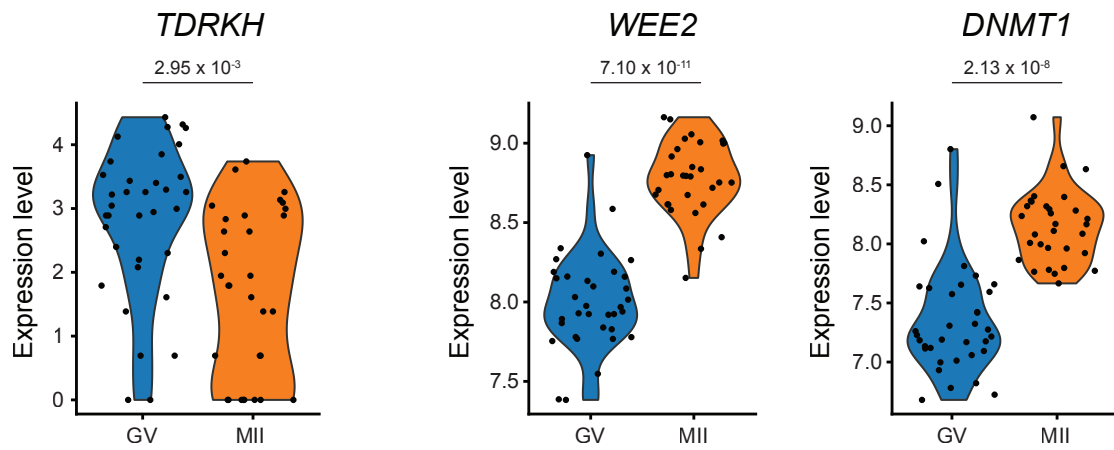 TDRKH
2.95 x 10⁻³
Expression level
4
3
2
1
0
GV MII
WEE2
7.10 x 10⁻¹¹
Expression level
9.0
8.5
8.0
7.5
GV MII
DNMT1
2.13 x 10⁻⁸
Expression level
9.0
8.5
8.0
7.5
7.0
GV MII